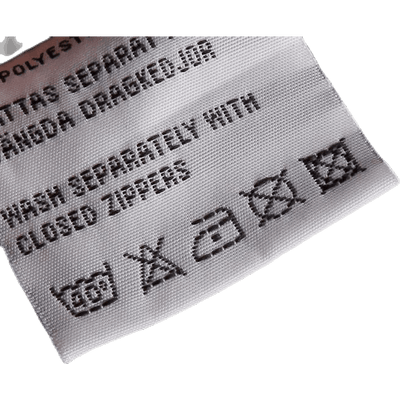 POLYEST
TTAS SEPARAT
ÄNGDA DRAGKEDJOR
WASH SEPARATELY WITH
CLOSED ZIPPERS
40°